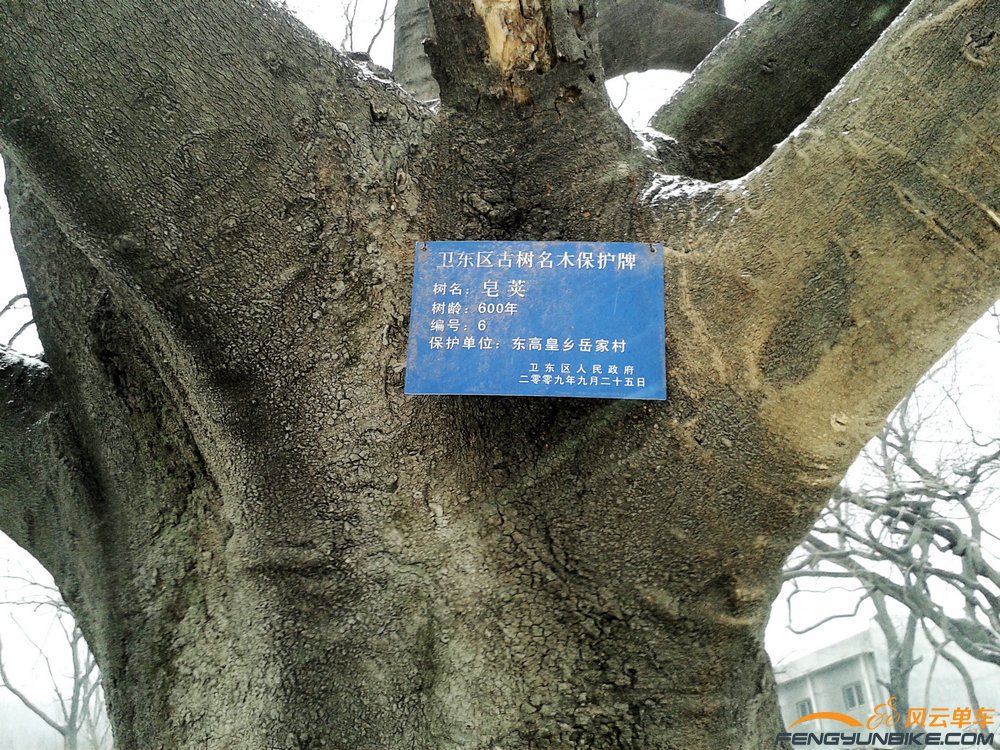 卫东区古树名木保护牌
树名：皂荚
树龄：600年
编号：6
保护单位：东高皇乡岳家村
卫东区人民政府
二零零九年九月二十五日
风云单车
FENGYUNBIKE.COM